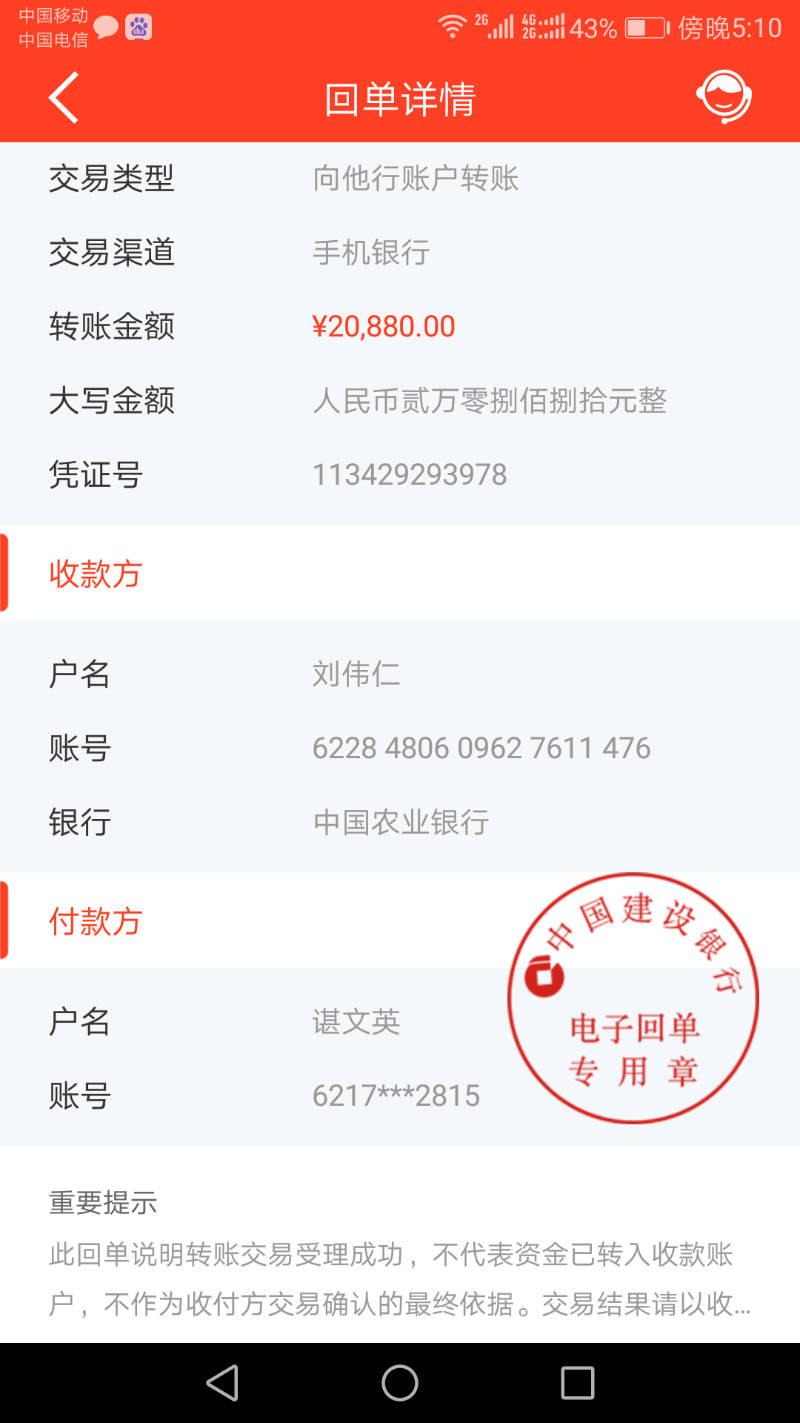 中国移动
中国电信
2G 4G 2G 43% 傍晚5:10
回单详情
交易类型 向他行账户转账
交易渠道 手机银行
转账金额 ¥20,880.00
大写金额 人民币贰万零捌佰捌拾元整
凭证号 113429293978
收款方
户名 刘伟仁
账号 6228 4806 0962 7611 476
银行 中国农业银行
付款方
中国建设银行
电子回单
专用章
户名 谌文英
账号 6217***2815
重要提示
此回单说明转账交易受理成功，不代表资金已转入收款账
户，不作为收付方交易确认的最终依据。交易结果请以收...